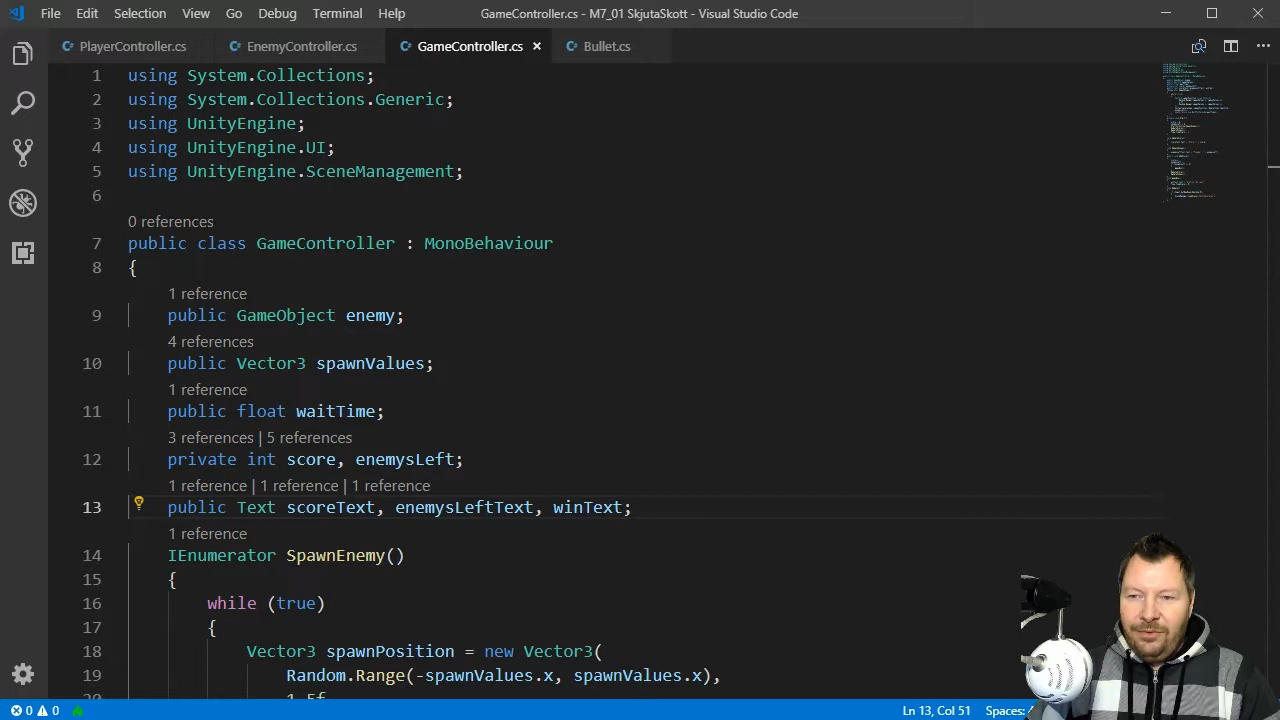 File Edit Selection View Go Debug Terminal Help GameController.cs - M7_01 SkjutaSkott - Visual Studio Code
PlayerController.cs EnemyController.cs GameController.cs Bullet.cs
1 using System.Collections;
2 using System.Collections.Generic;
3 using UnityEngine;
4 using UnityEngine.UI;
5 using UnityEngine.SceneManagement;
6
0 references
7 public class GameController : MonoBehaviour
8 {
1 reference
9 public GameObject enemy;
4 references
10 public Vector3 spawnValues;
1 reference
11 public float waitTime;
3 references | 5 references
12 private int score, enemysLeft;
1 reference | 1 reference | 1 reference
13 public Text scoreText, enemysLeftText, winText;
1 reference
14 IEnumerator SpawnEnemy()
15 {
16 while (true)
17 {
18 Vector3 spawnPosition = new Vector3(
19 Random.Range(-spawnValues.x, spawnValues.x),
20 1.5f
0 0 Ln 13, Col 51 Spaces: